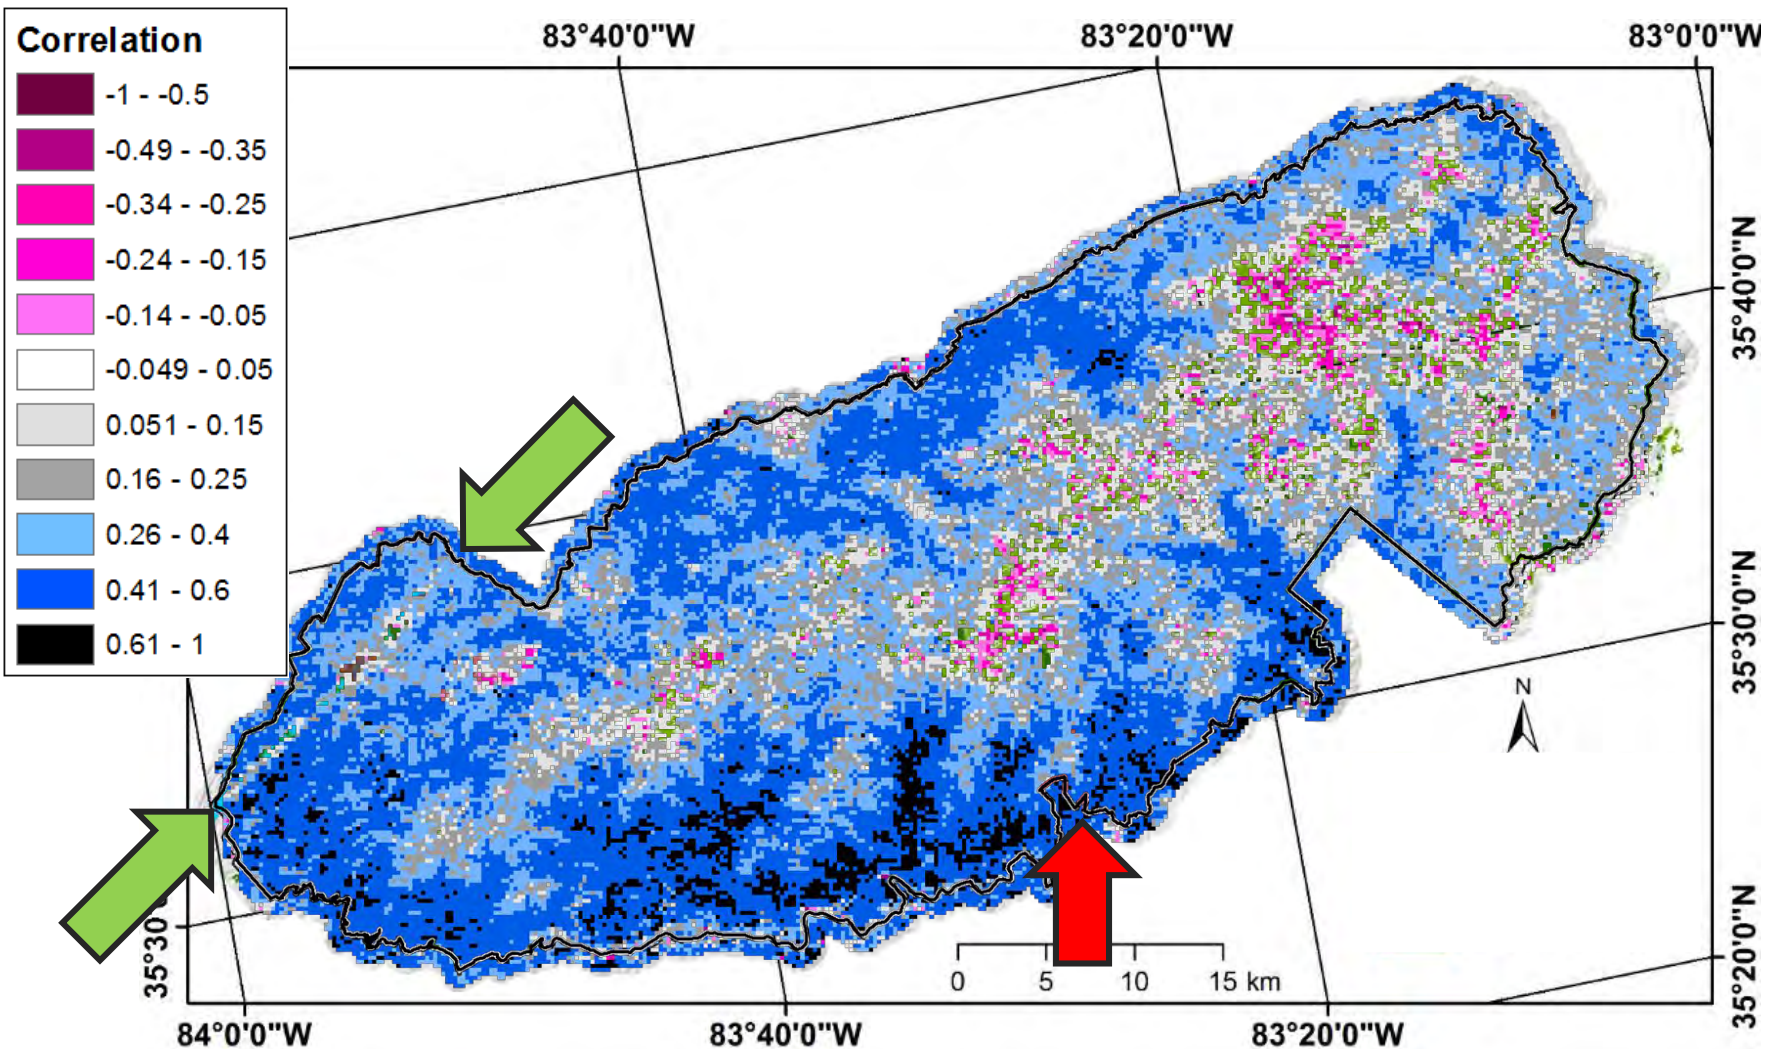 Correlation
-1 - -0.5
-0.49 - -0.35
-0.34 - -0.25
-0.24 - -0.15
-0.14 - -0.05
-0.049 - 0.05
0.051 - 0.15
0.16 - 0.25
0.26 - 0.4
0.41 - 0.6
0.61 - 1
83°40'0"W
83°20'0"W
83°0'0"W
35°40'0"N
35°30'0"N
35°20'0"N
N
0 5 10 15 km
84°0'0"W
83°40'0"W
83°20'0"W